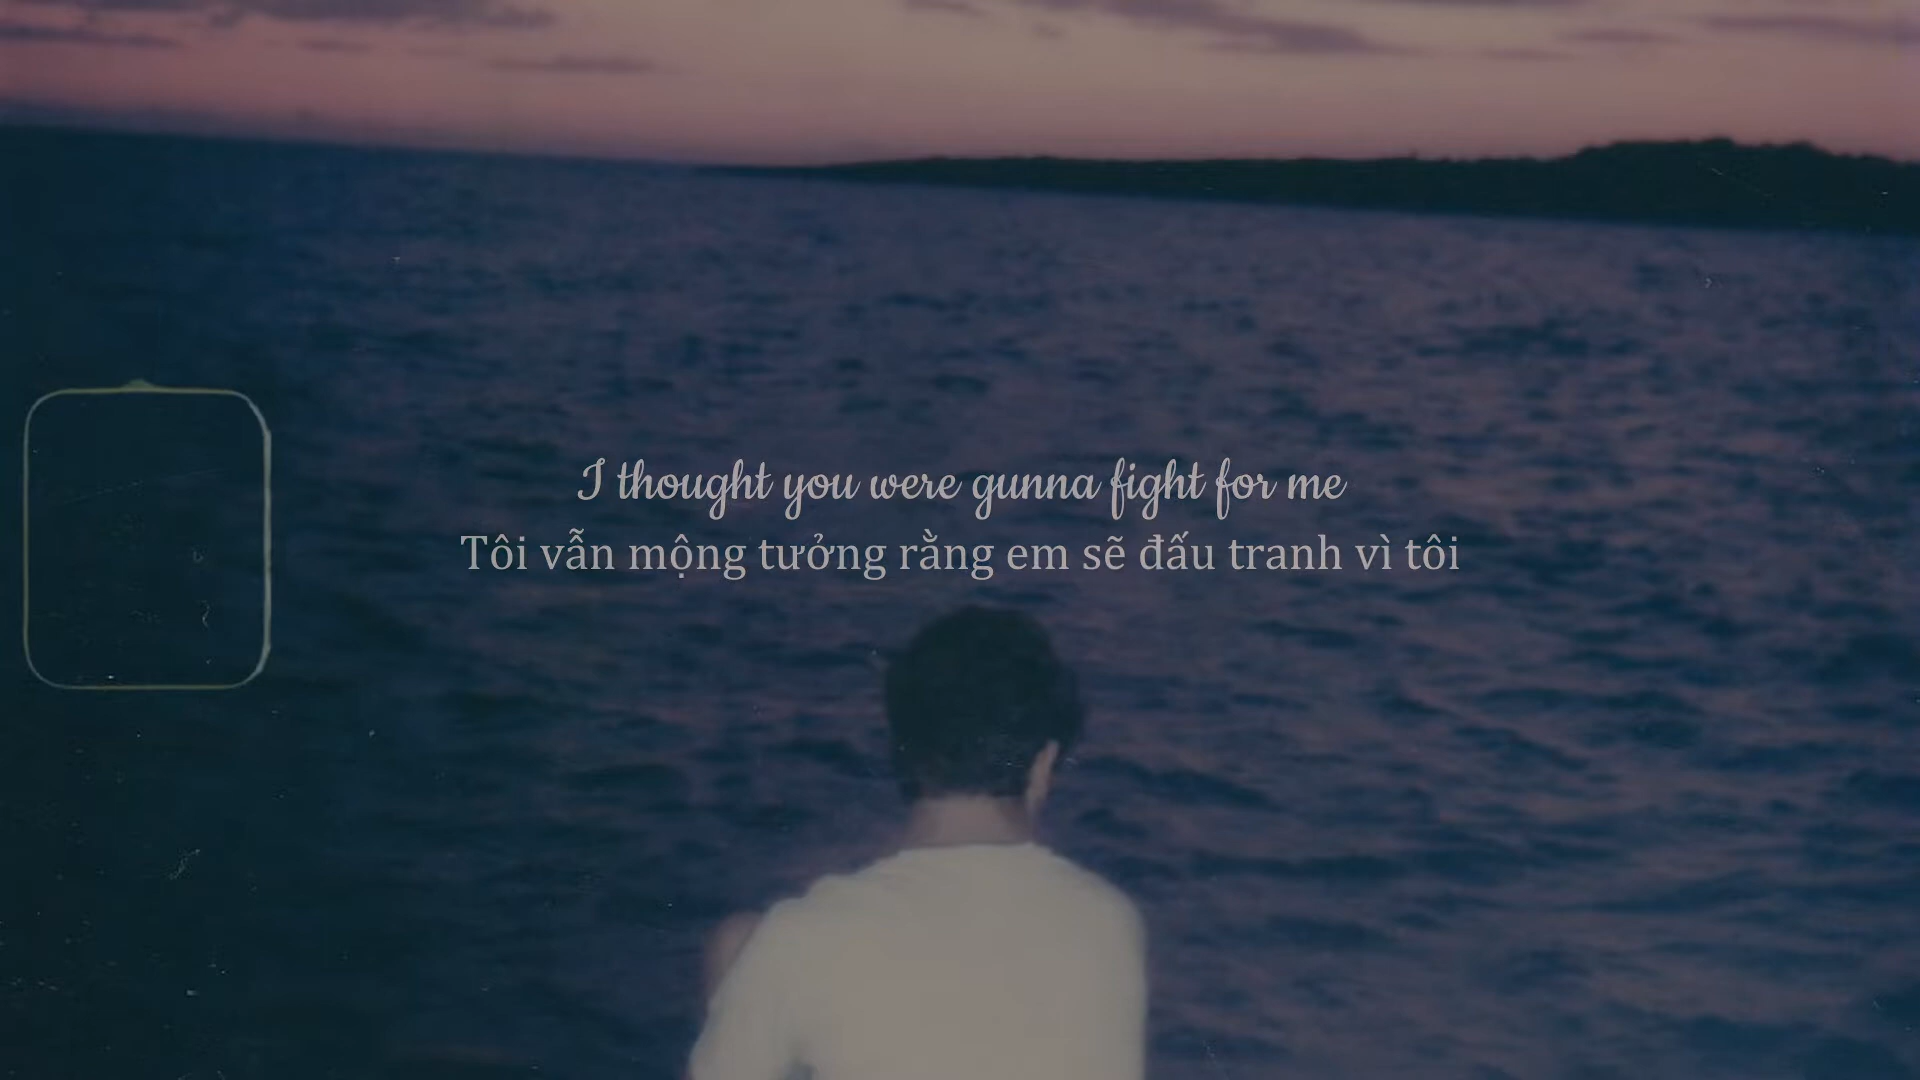 I thought you were gunna fight for me
Tôi vẫn mộng tưởng rằng em sẽ đấu tranh vì tôi